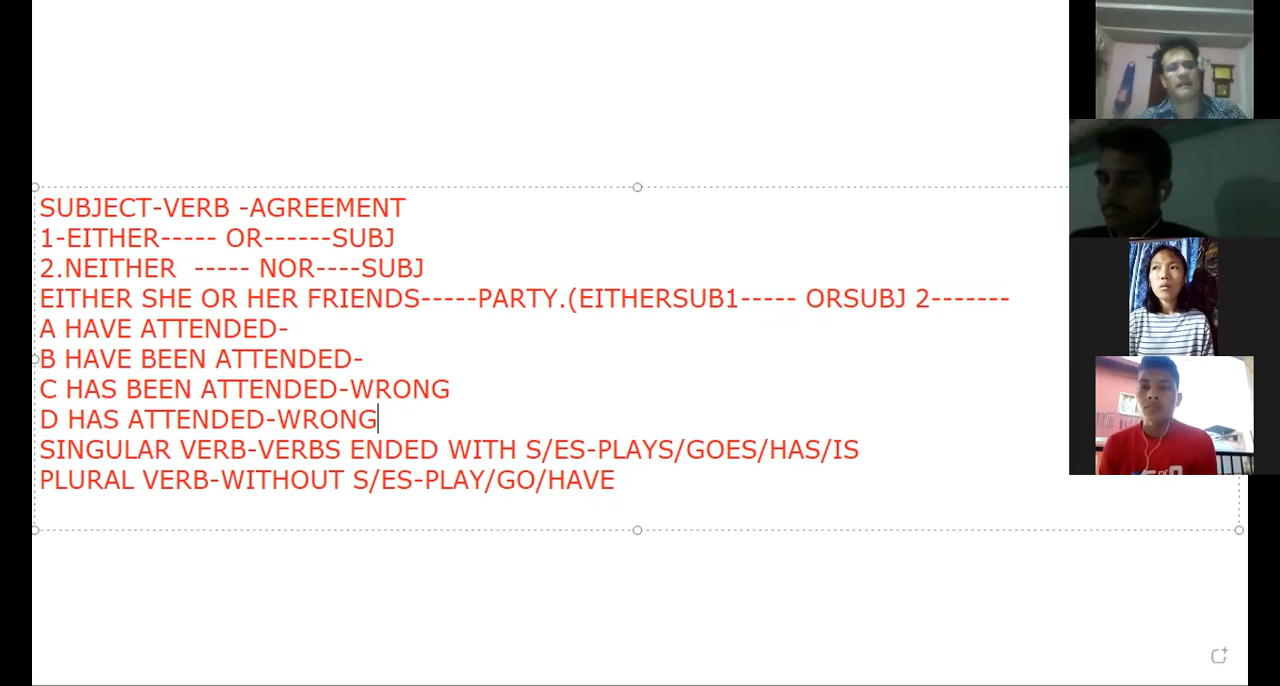 SUBJECT-VERB -AGREEMENT
1-EITHER----- OR------SUBJ
2.NEITHER  ----- NOR----SUBJ
EITHER SHE OR HER FRIENDS-----PARTY.(EITHERSUB1----- ORSUBJ 2-------
A HAVE ATTENDED-
B HAVE BEEN ATTENDED-
C HAS BEEN ATTENDED-WRONG
D HAS ATTENDED-WRONG
SINGULAR VERB-VERBS ENDED WITH S/ES-PLAYS/GOES/HAS/IS
PLURAL VERB-WITHOUT S/ES-PLAY/GO/HAVE